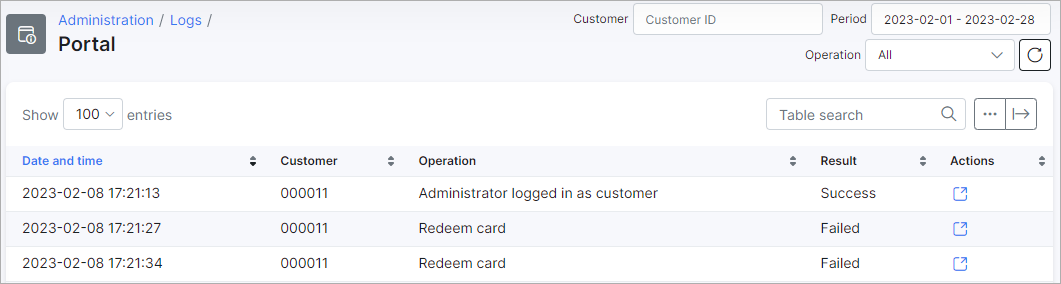 Administration / Logs /
Portal
Customer Customer ID Period 2023-02-01 - 2023-02-28
Operation All
Show 100 entries Table search
Date and time Customer Operation Result Actions
2023-02-08 17:21:13 000011 Administrator logged in as customer Success
2023-02-08 17:21:27 000011 Redeem card Failed
2023-02-08 17:21:34 000011 Redeem card Failed